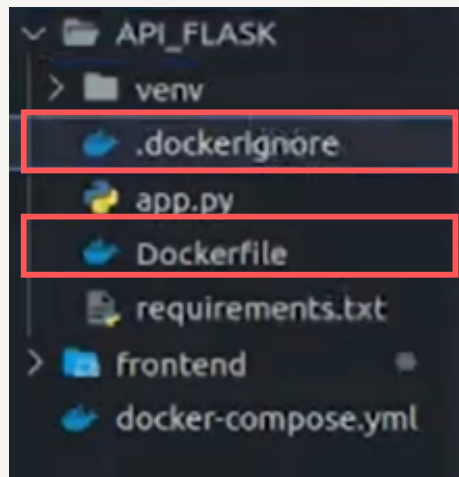 API_FLASK
venv
.dockerignore
app.py
Dockerfile
requirements.txt
frontend
docker-compose.yml